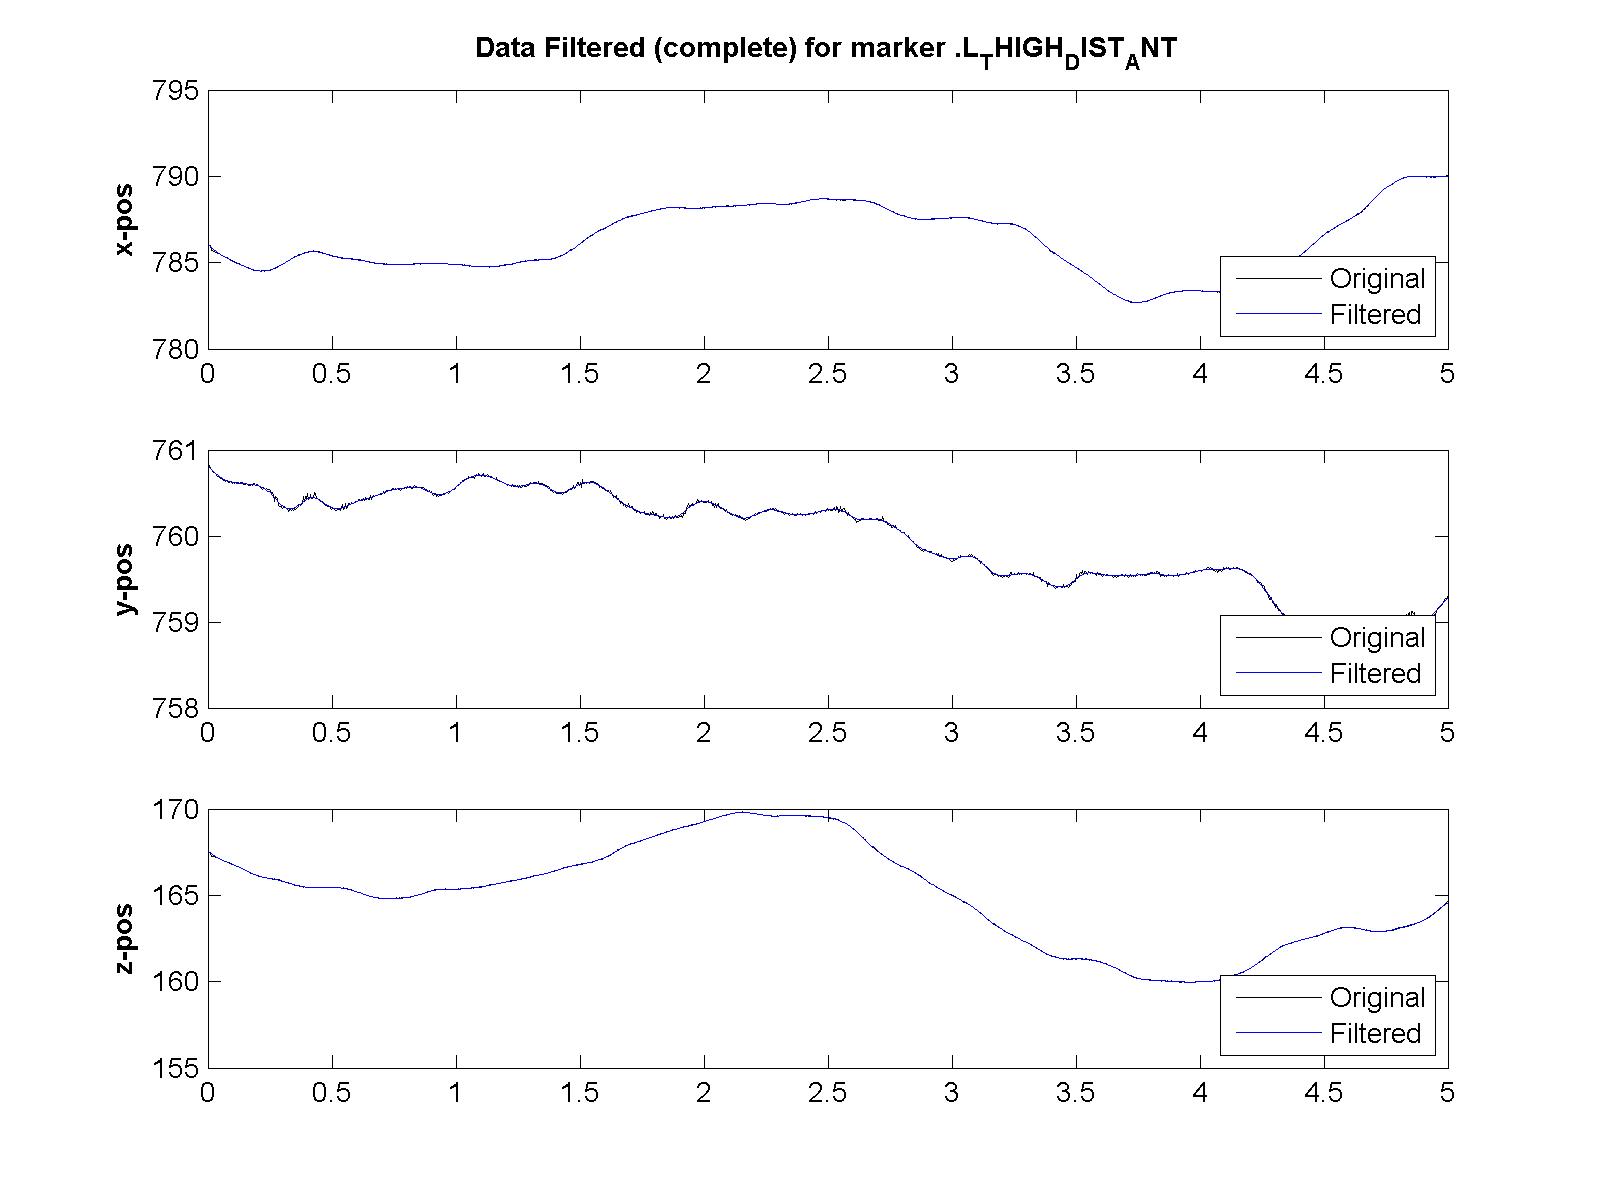 Data Filtered (complete) for marker .L_THIGH_DIST_ANT
795
790
785
780
x-pos
Original
Filtered
0 0.5 1 1.5 2 2.5 3 3.5 4 4.5 5
761
760
759
758
y-pos
Original
Filtered
0 0.5 1 1.5 2 2.5 3 3.5 4 4.5 5
170
165
160
155
z-pos
Original
Filtered
0 0.5 1 1.5 2 2.5 3 3.5 4 4.5 5